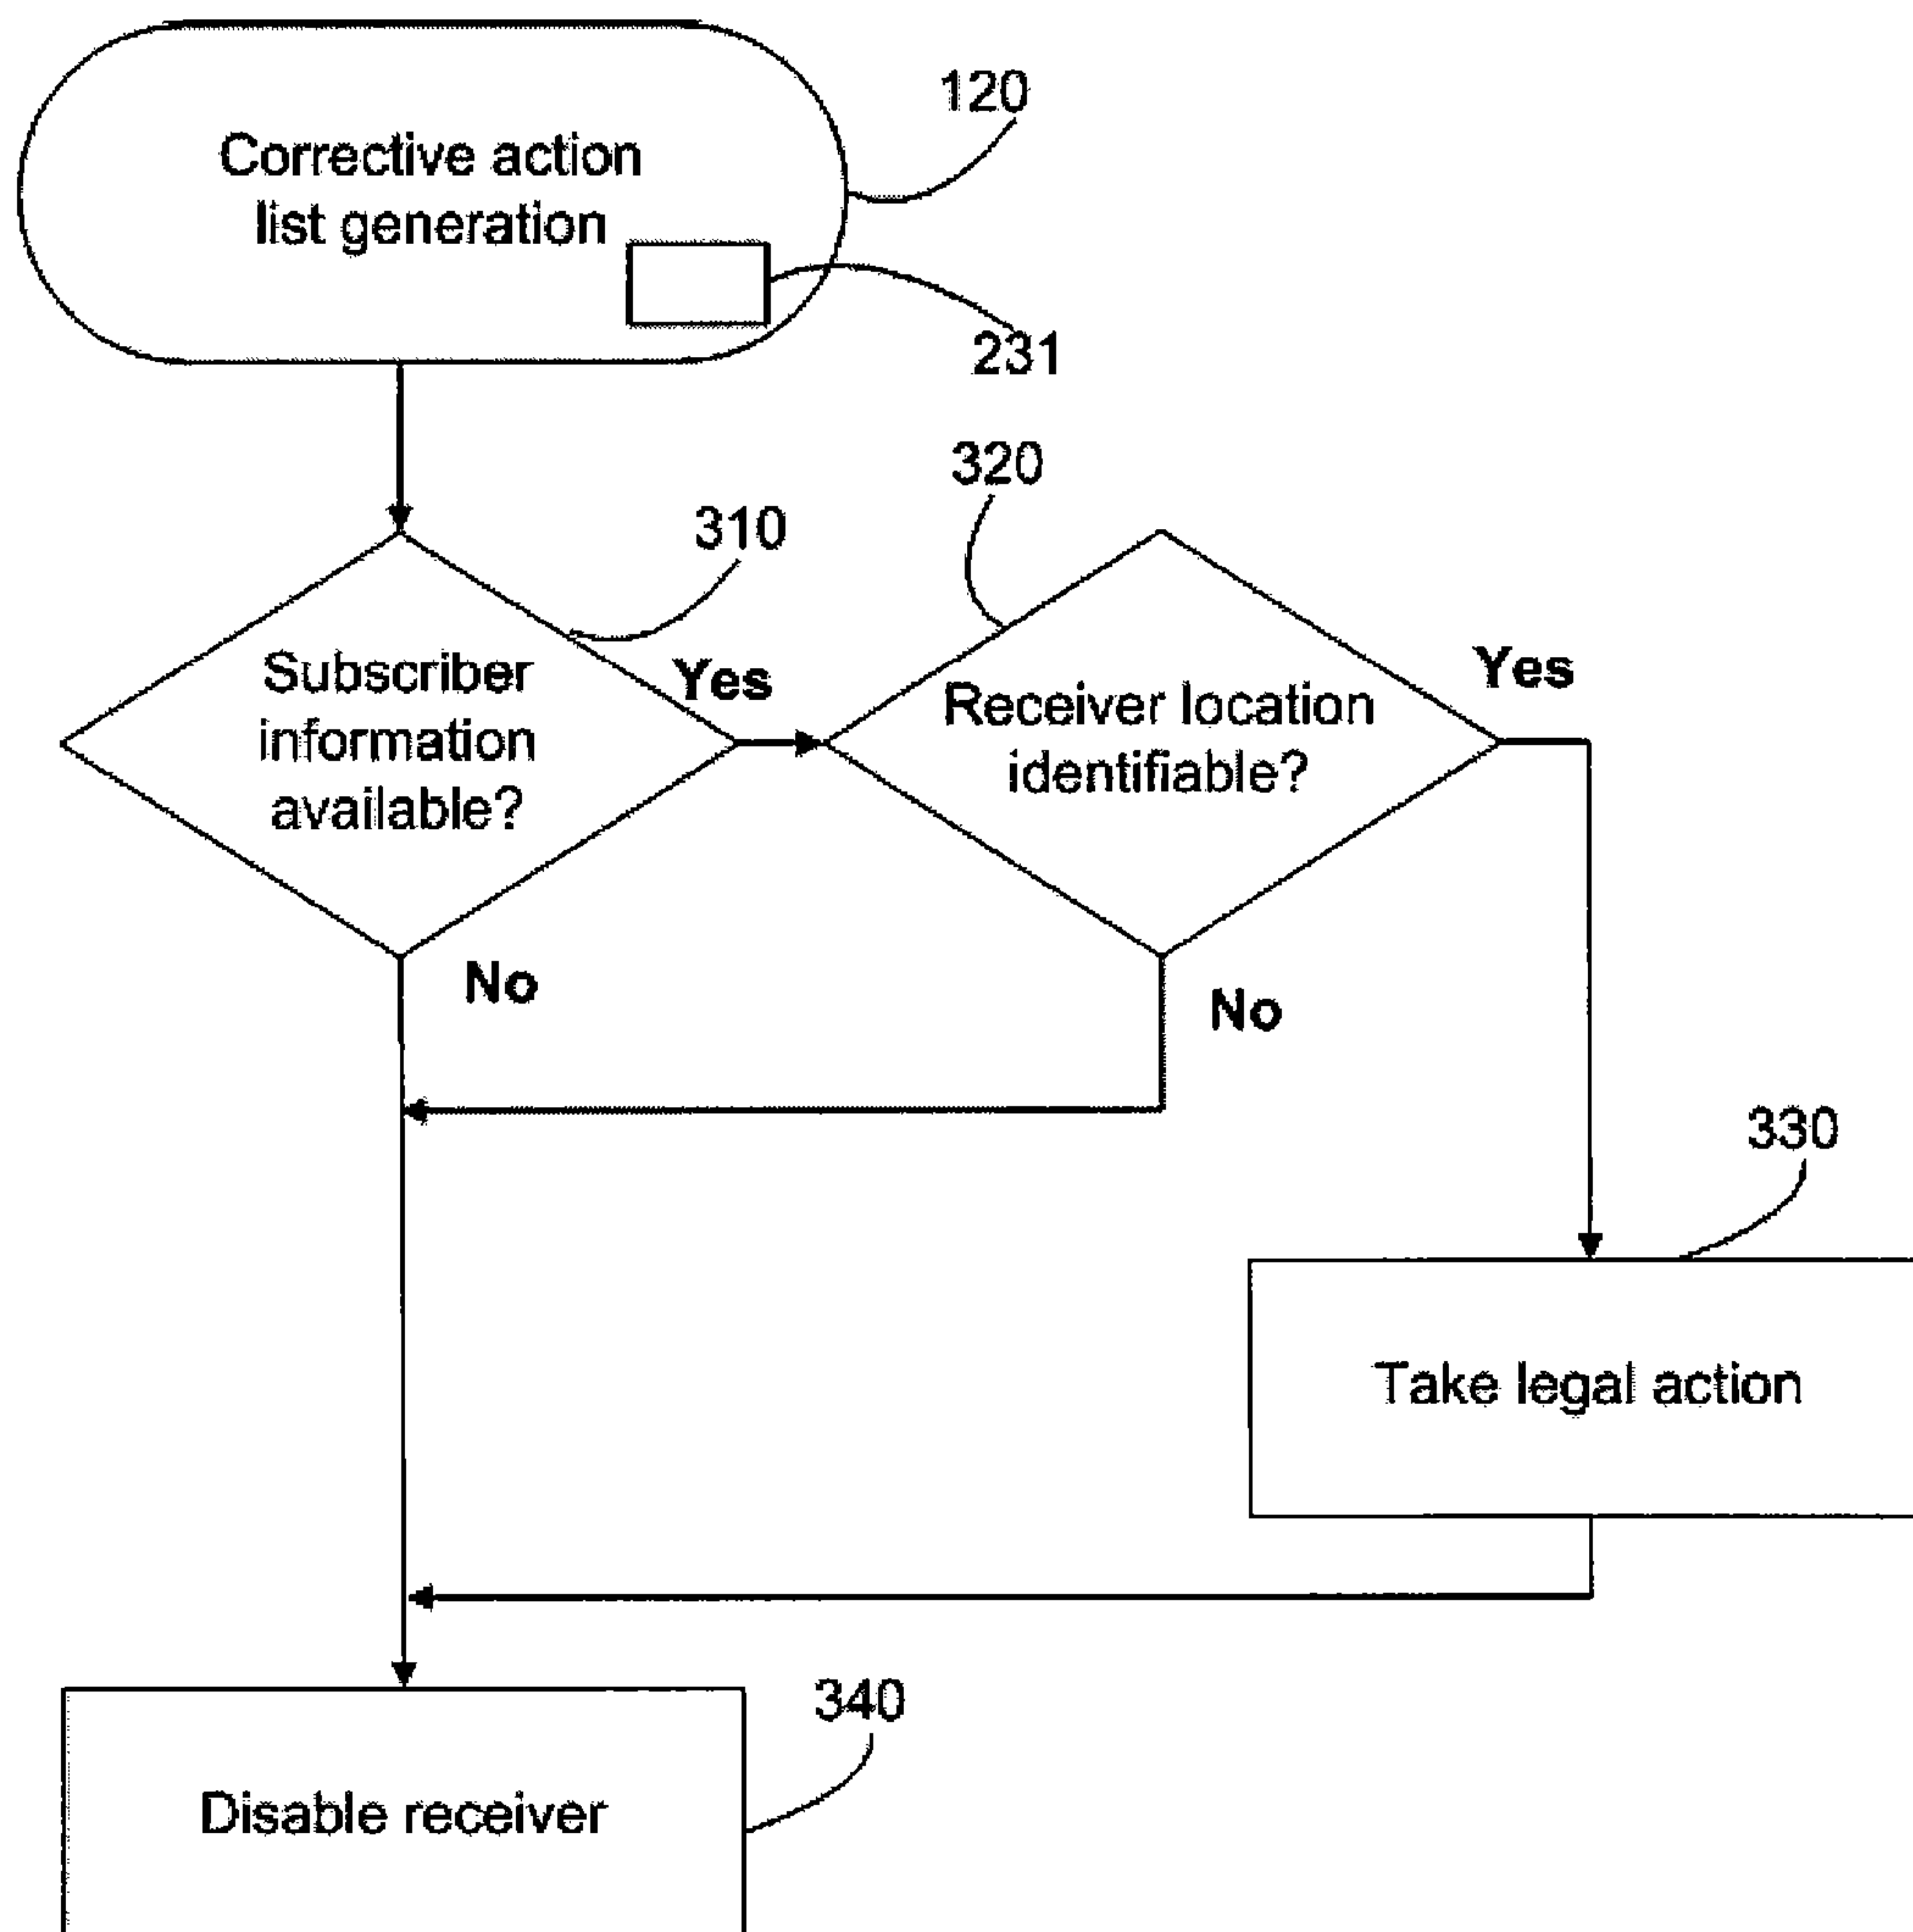 120
Corrective action
list generation
231
320
310
Subscriber
information
available?
Yes
Receiver location
identifiable?
Yes
No
No
330
Take legal action
340
Disable receiver